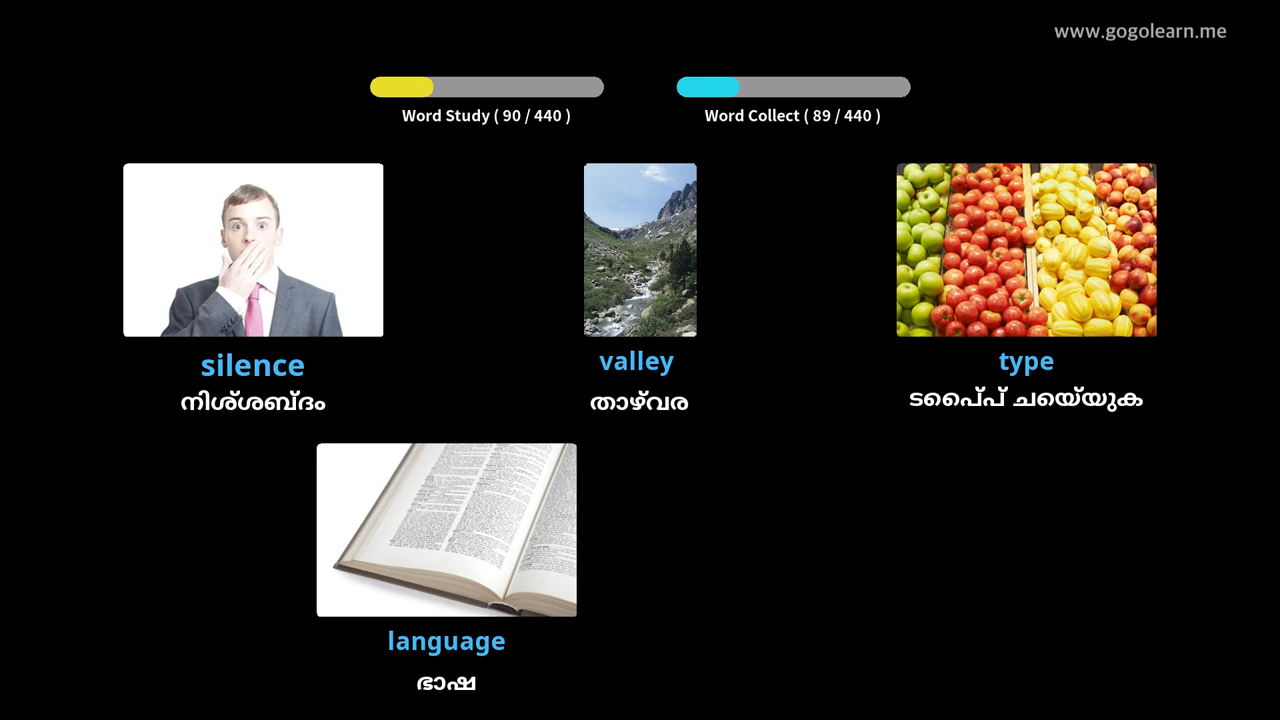 www.gogolearn.me
Word Study ( 90 / 440 )
Word Collect ( 89 / 440 )
silence
നിശ്ശബ്ദം
valley
താഴ്‌വര
type
ടൈപ്പ് ചെയ്യുക
language
ഭാഷ